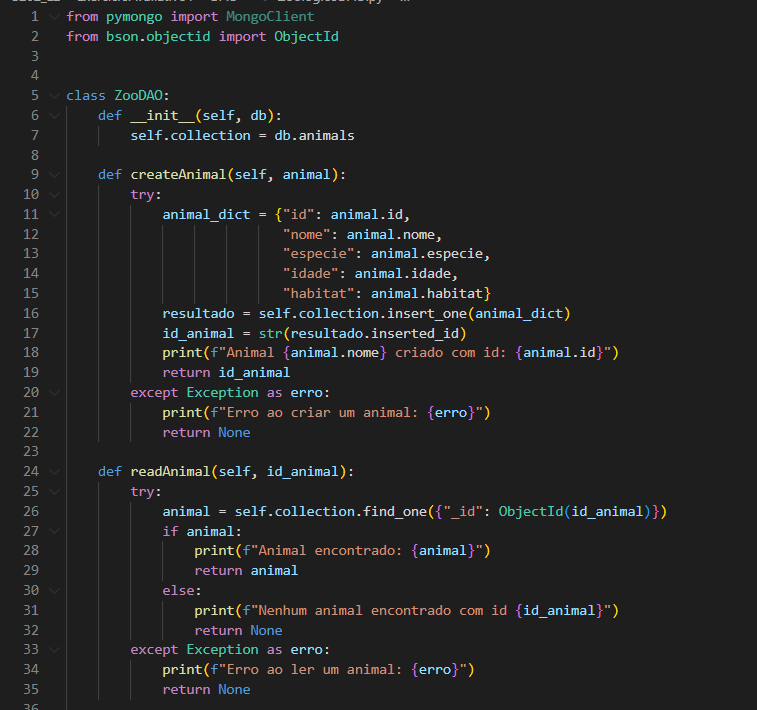 1 from pymongo import MongoClient
2 from bson.objectid import ObjectId
3
4
5 class ZooDAO:
6     def __init__(self, db):
7         self.collection = db.animals
8
9     def createAnimal(self, animal):
10         try:
11             animal_dict = {"id": animal.id,
12                            "nome": animal.nome,
13                            "especie": animal.especie,
14                            "idade": animal.idade,
15                            "habitat": animal.habitat}
16             resultado = self.collection.insert_one(animal_dict)
17             id_animal = str(resultado.inserted_id)
18             print(f"Animal {animal.nome} criado com id: {animal.id}")
19             return id_animal
20         except Exception as erro:
21             print(f"Erro ao criar um animal: {erro}")
22             return None
23
24     def readAnimal(self, id_animal):
25         try:
26             animal = self.collection.find_one({"_id": ObjectId(id_animal)})
27             if animal:
28                 print(f"Animal encontrado: {animal}")
29                 return animal
30             else:
31                 print(f"Nenhum animal encontrado com id {id_animal}")
32                 return None
33         except Exception as erro:
34             print(f"Erro ao ler um animal: {erro}")
35             return None
36